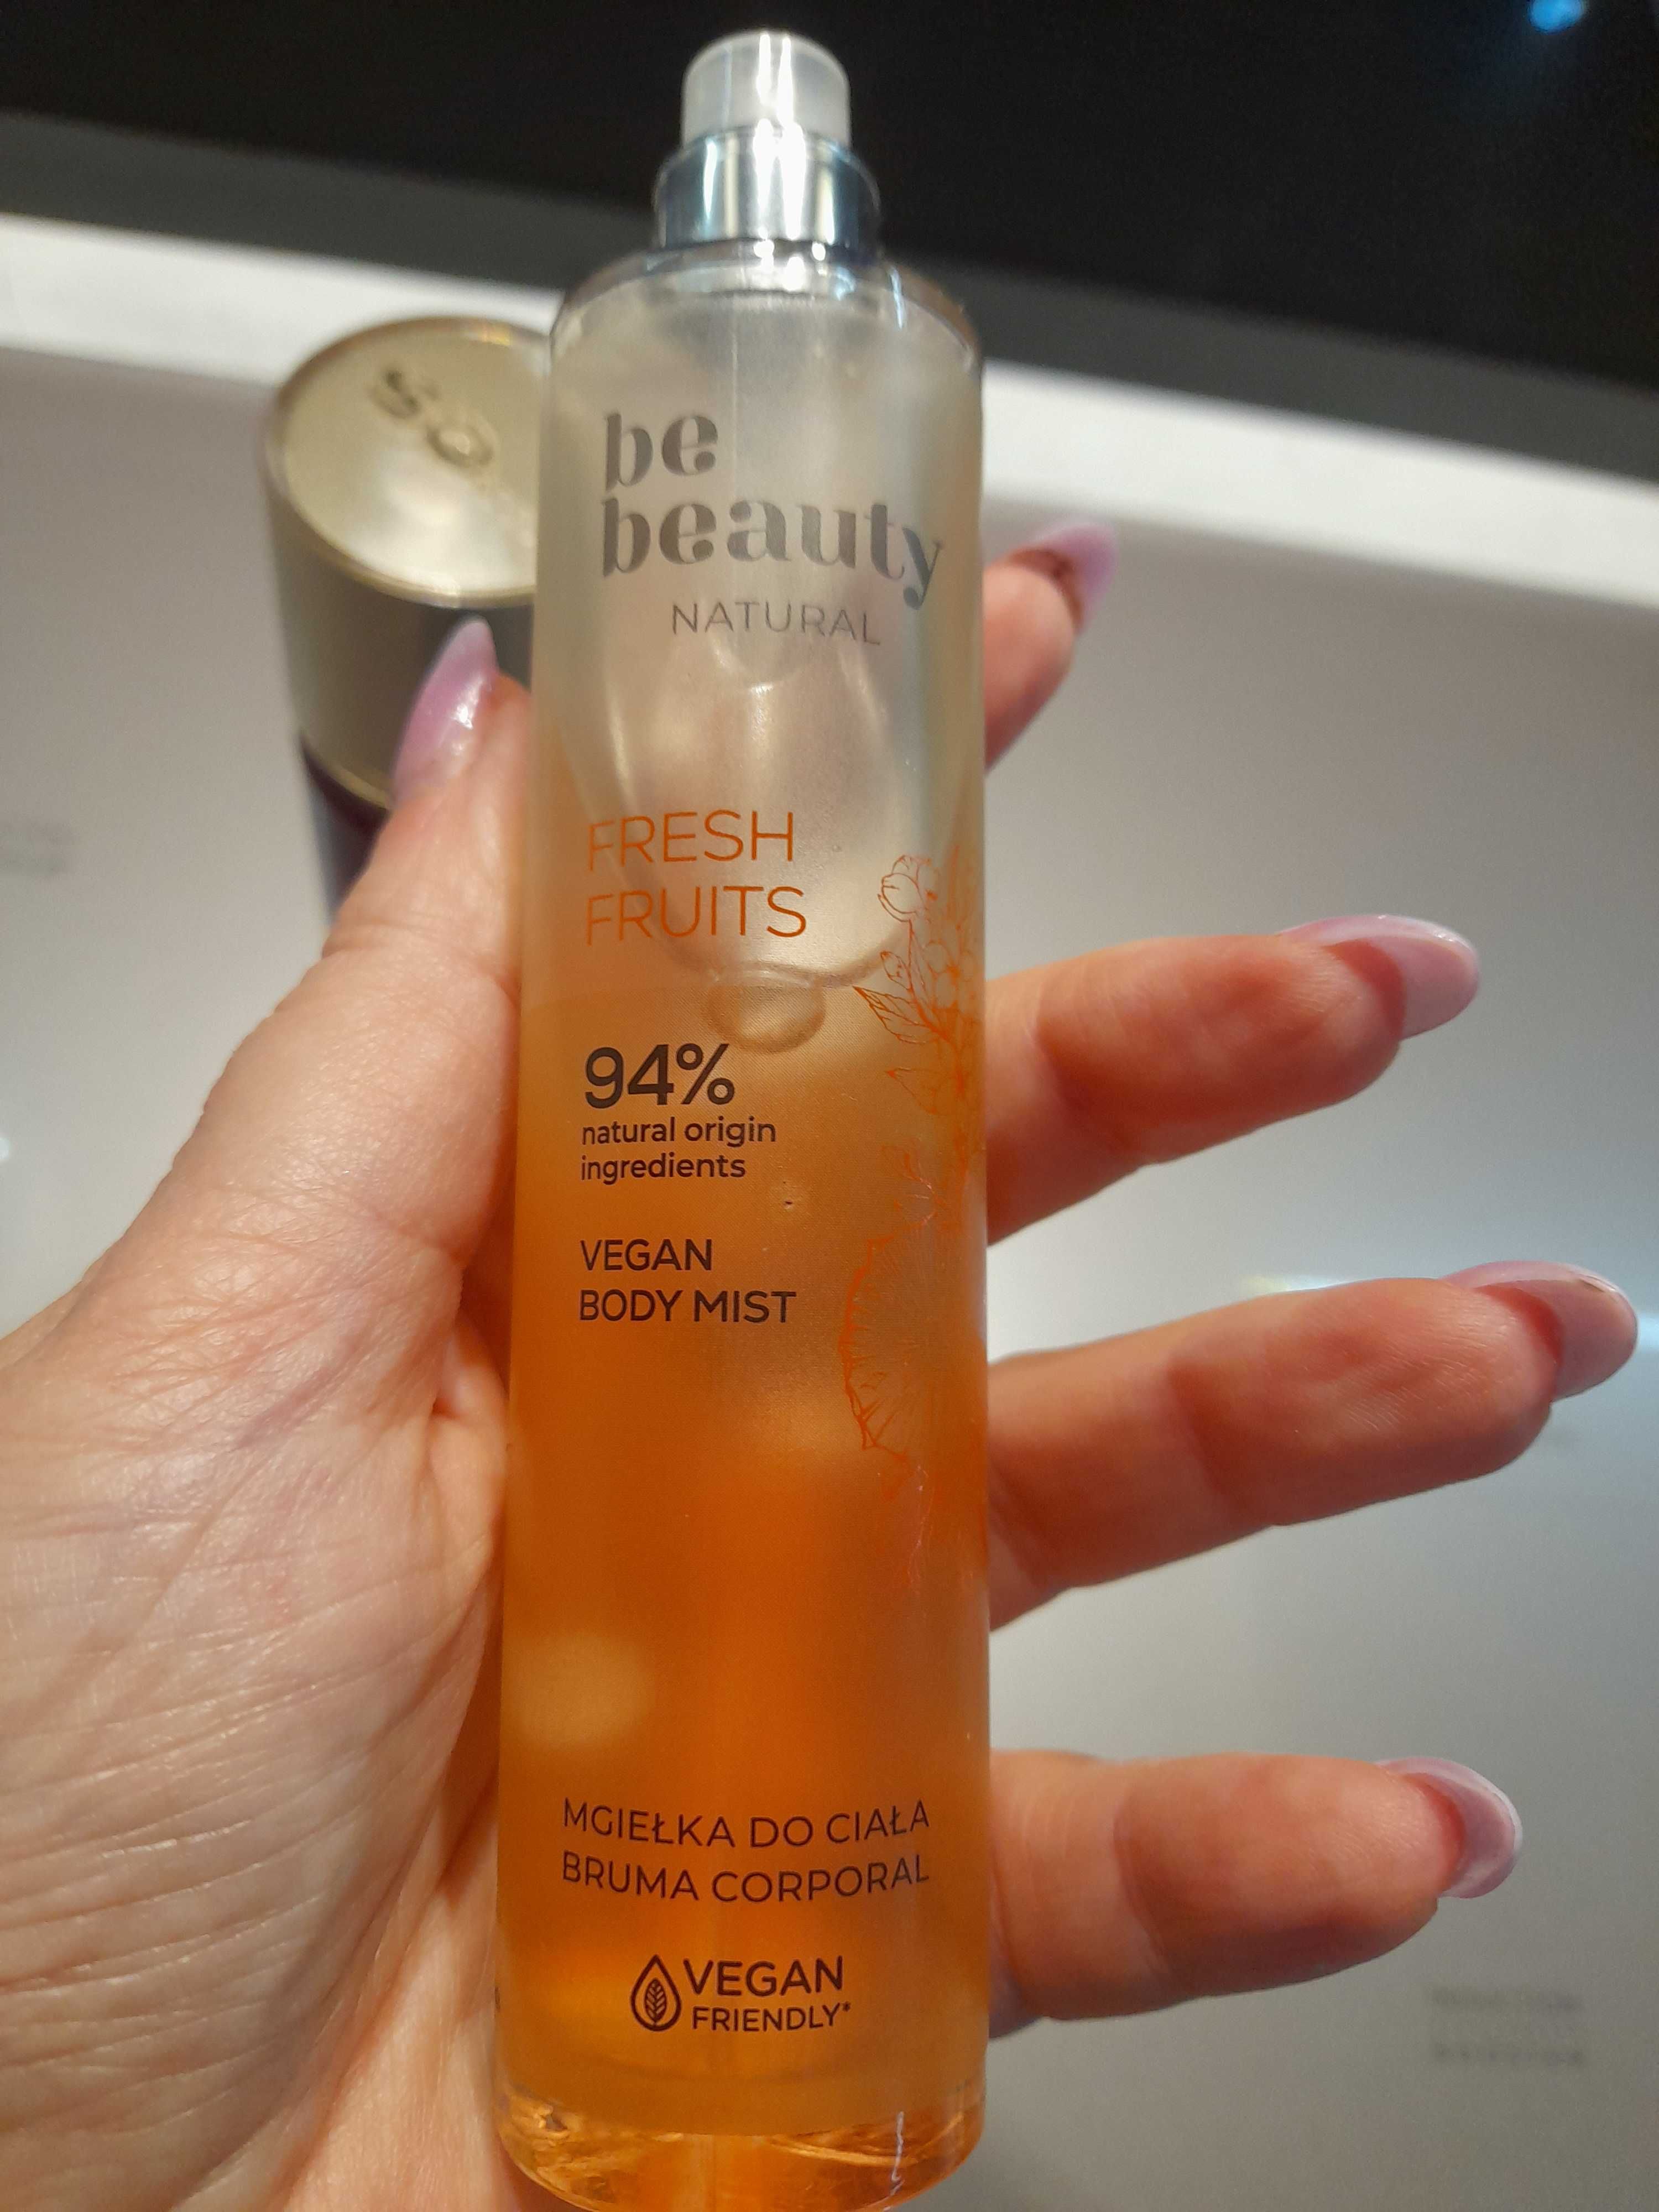 be
beauty
NATURAL
FRESH
FRUITS
94%
natural origin
ingredients
VEGAN
BODY MIST
MGIEŁKA DO CIAŁA
BRUMA CORPORAL
VEGAN
FRIENDLY*